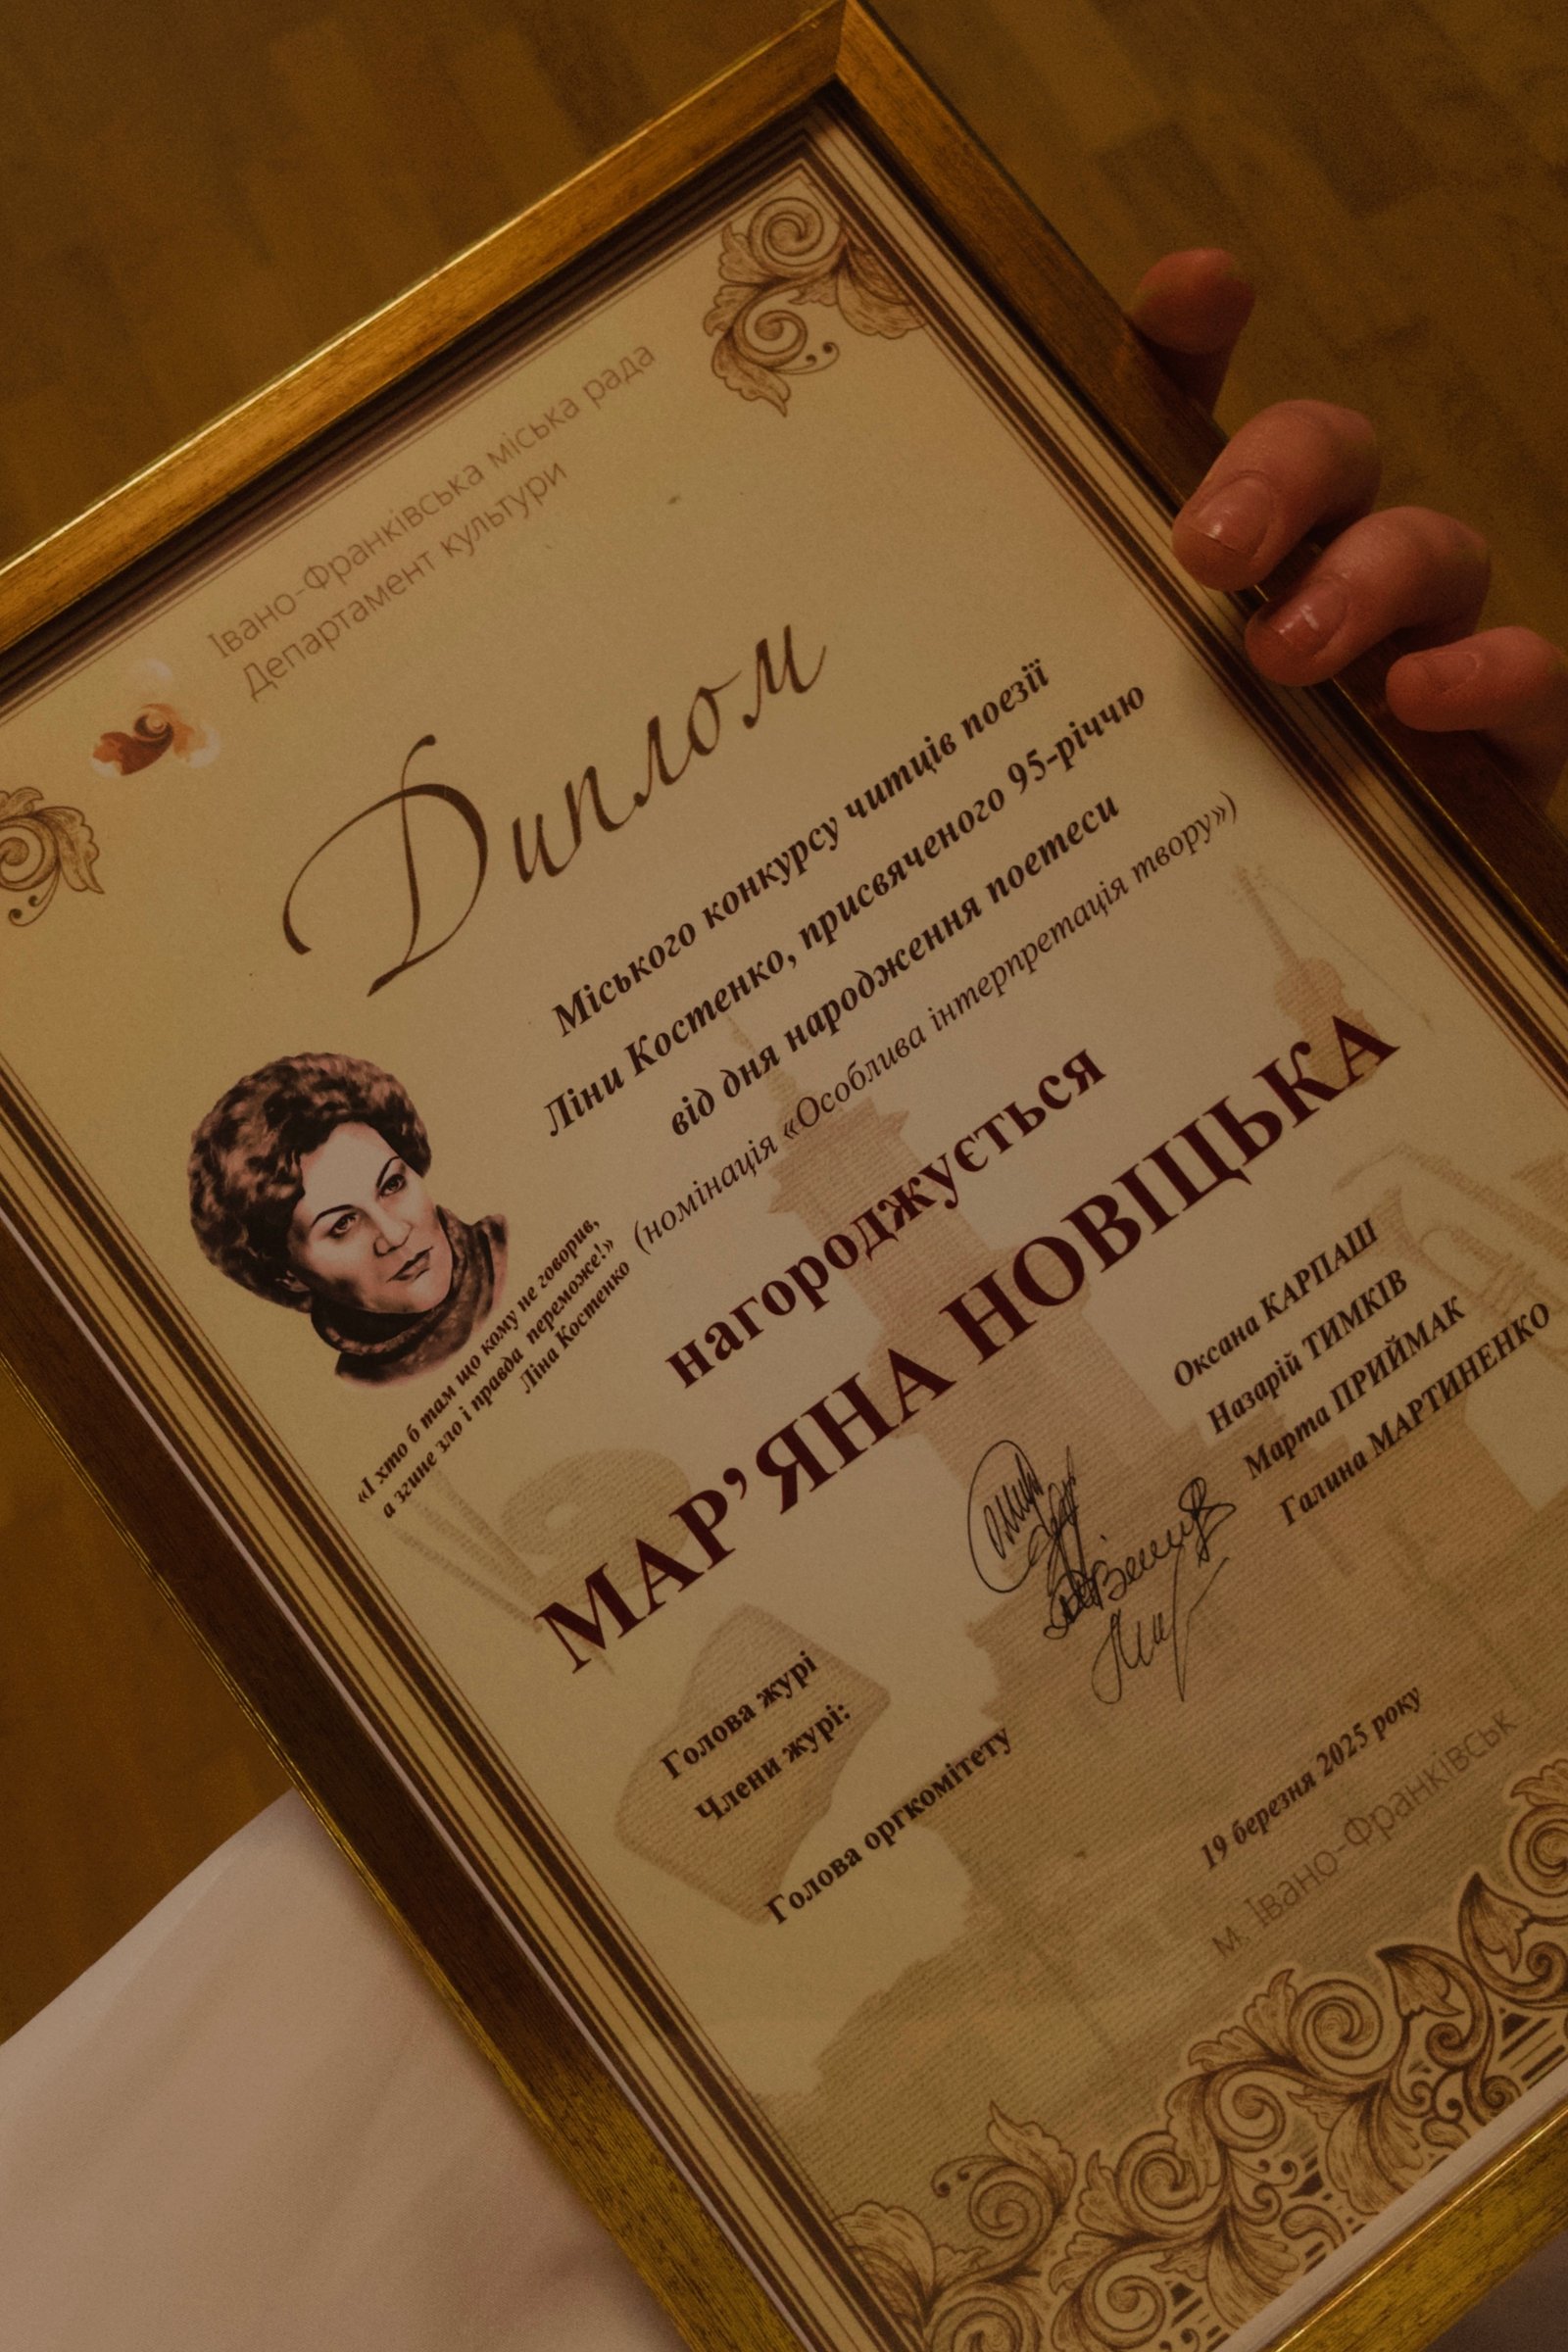 Івано-Франківська міська рада
Департамент культури
Диплом
Міського конкурсу читців поезії
Ліни Костенко, присвяченого 95-річчю
від дня народження поетеси
(номінація «Особлива інтерпретація твору»)
«І хто б там що кому не говорив,
а згине зло і правда переможе!»
Ліна Костенко
нагороджується
МАР’ЯНА НОВІЦЬКА
Голова журі
Оксана КАРПАШ
Члени журі:
Назарій ТИМКІВ
Марта ПРИЙМАК
Голова оргкомітету
Галина МАРТИНЕНКО
19 березня 2025 року
м. Івано-Франківськ